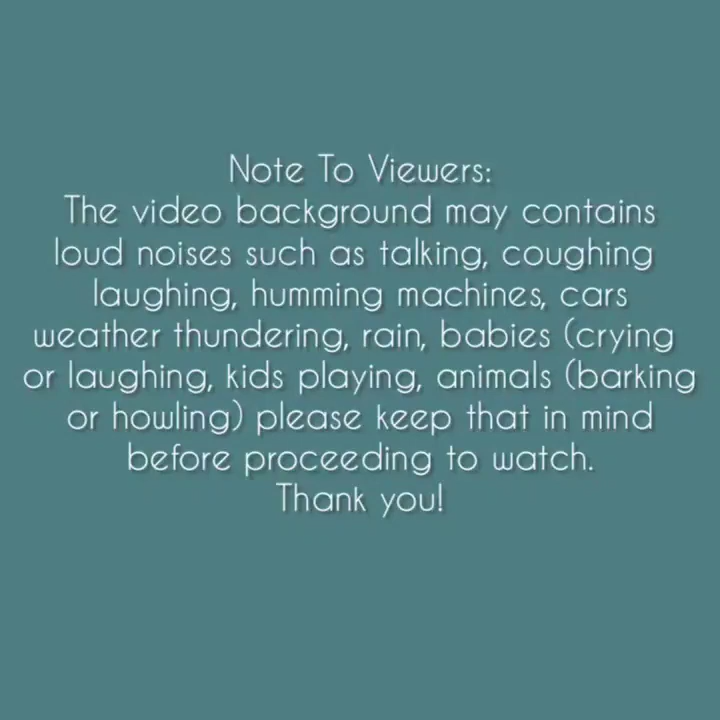 Note To Viewers:
The video background may contains
loud noises such as talking, coughing
laughing, humming machines, cars
weather thundering, rain, babies (crying
or laughing, kids playing, animals (barking
or howling) please keep that in mind
before proceeding to watch.
Thank you!